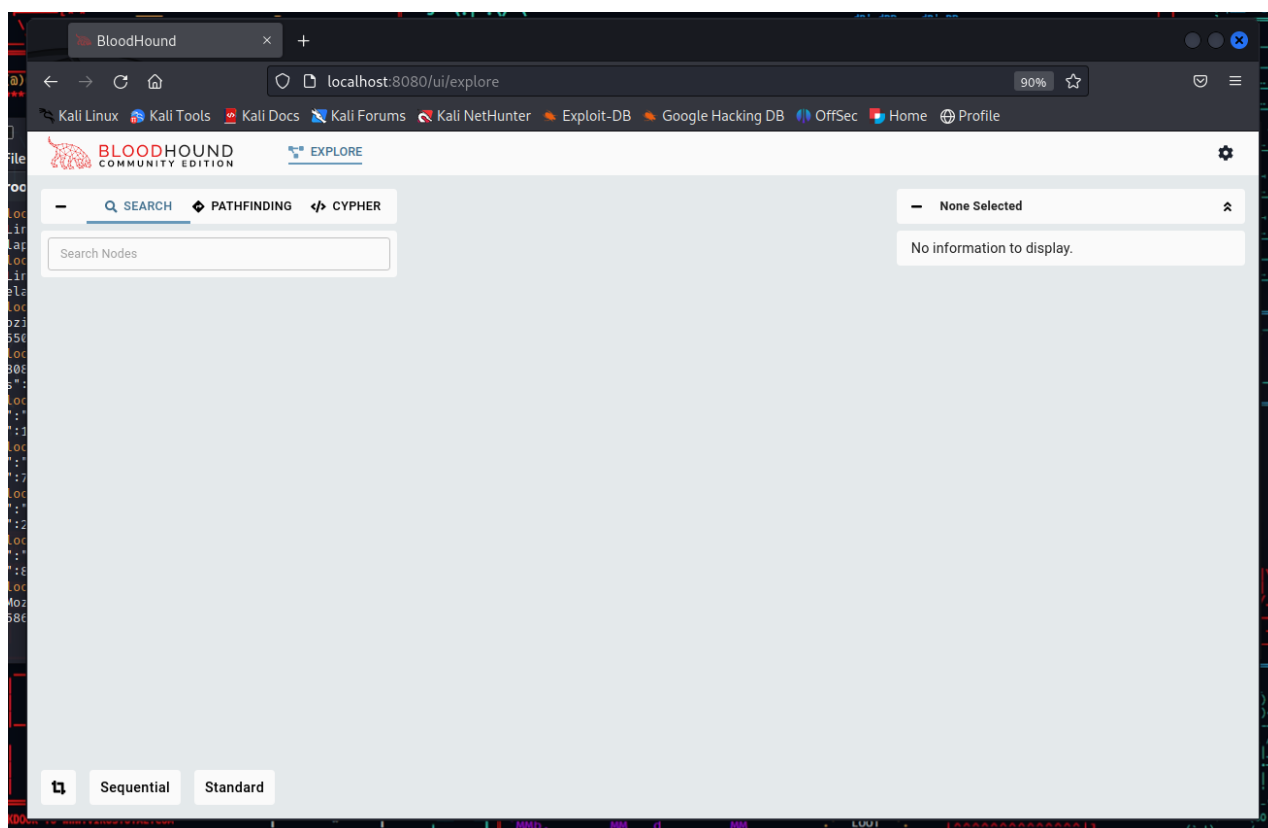 BloodHound
localhost:8080/ui/explore
90%
Kali Linux Kali Tools Kali Docs Kali Forums Kali NetHunter Exploit-DB Google Hacking DB OffSec Home Profile
BLOODHOUND
COMMUNITY EDITION
EXPLORE
SEARCH PATHFINDING CYPHER
None Selected
Search Nodes
No information to display.
Sequential Standard